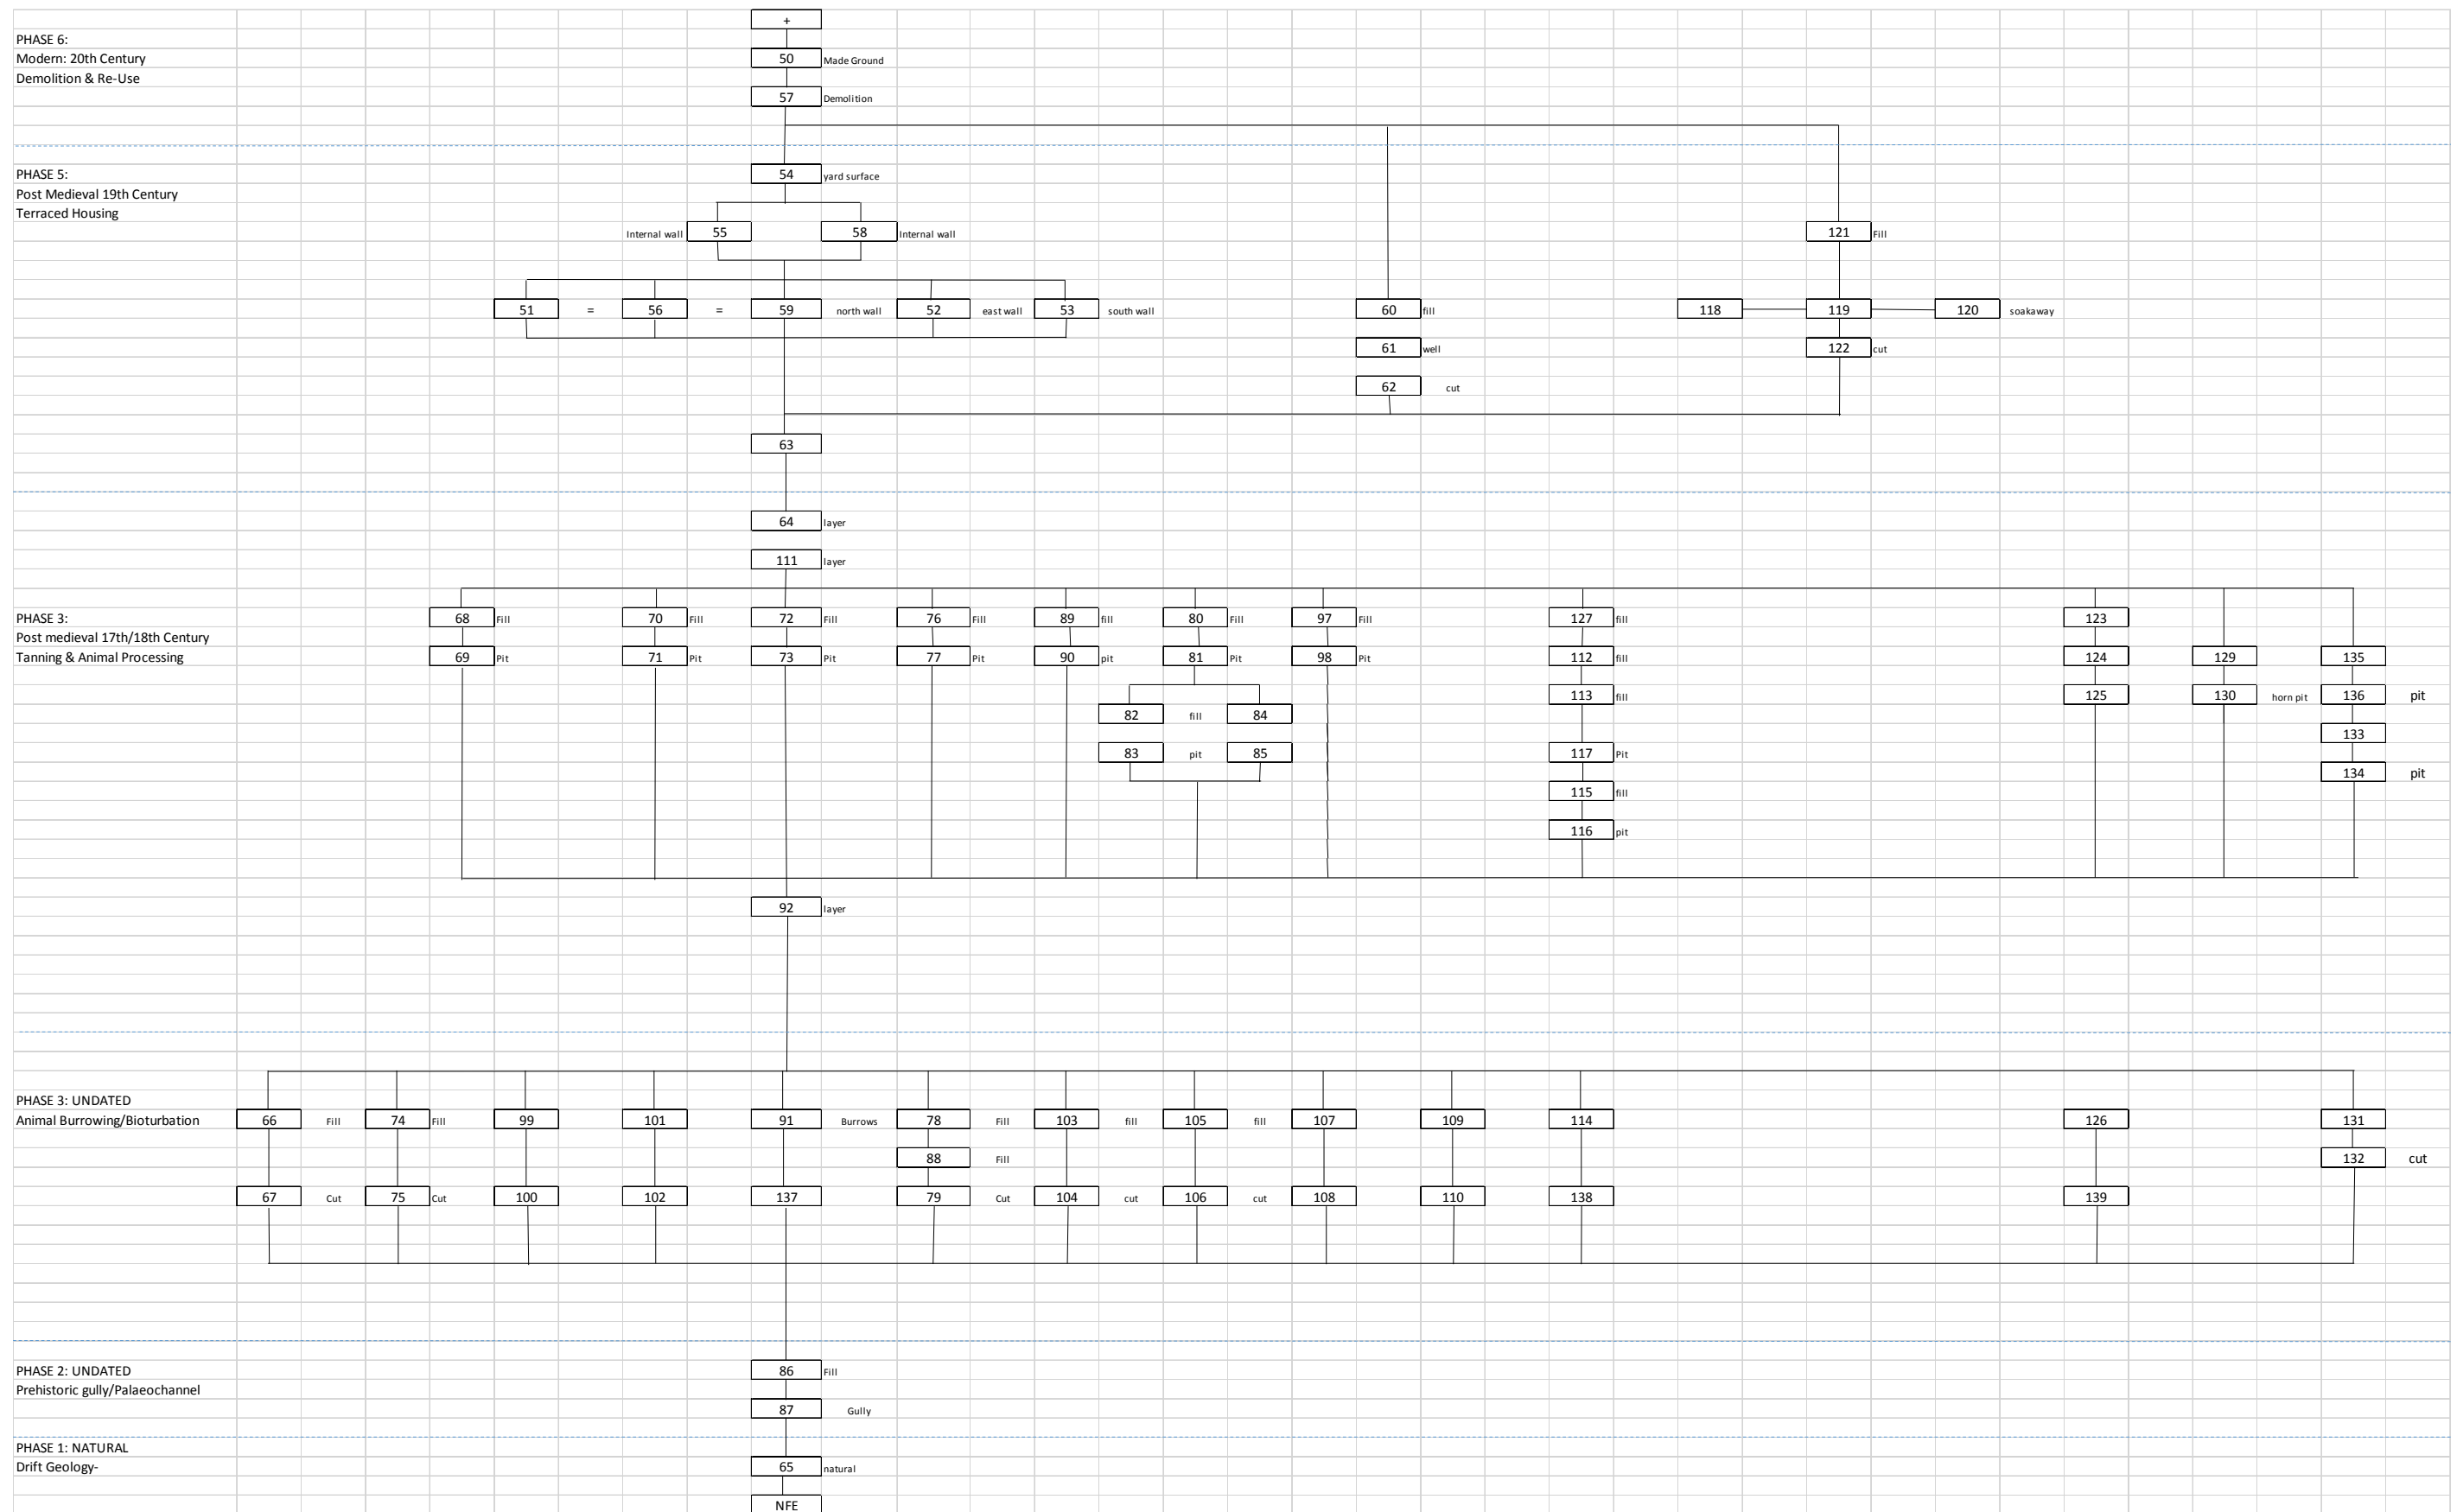 +
PHASE 6:
Modern: 20th Century
50 Made Ground
Demolition & Re-Use
57 Demolition
PHASE 5:
54 yard surface
Post Medieval 19th Century
Terraced Housing
Internal wall 55 58 Internal wall 121 Fill
51 = 56 = 59 north wall 52 east wall 53 south wall 60 fill 118 119 120 soakaway
61 well 122 cut
62 cut
63
64 layer
111 layer
PHASE 3:
68 Fill 70 Fill 72 Fill 76 Fill 89 fill 80 Fill 97 Fill 127 fill 123
Post medieval 17th/18th Century
Tanning & Animal Processing
69 Pit 71 Pit 73 Pit 77 Pit 90 pit 81 Pit 98 Pit 112 fill 124 129 135
113 fill 125 130 horn pit 136 pit
82 fill 84
133
83 pit 85 117 Pit
134 pit
115 fill
116 pit
92 layer
PHASE 3: UNDATED
Animal Burrowing/Bioturbation
66 Fill 74 Fill 99 101 91 Burrows 78 Fill 103 fill 105 fill 107 109 114 126 131
88 Fill 132 cut
67 Cut 75 Cut 100 102 137 79 Cut 104 cut 106 cut 108 110 138 139
PHASE 2: UNDATED
86 Fill
Prehistoric gully/Palaeochannel
87 Gully
PHASE 1: NATURAL
Drift Geology-
65 natural
NFE